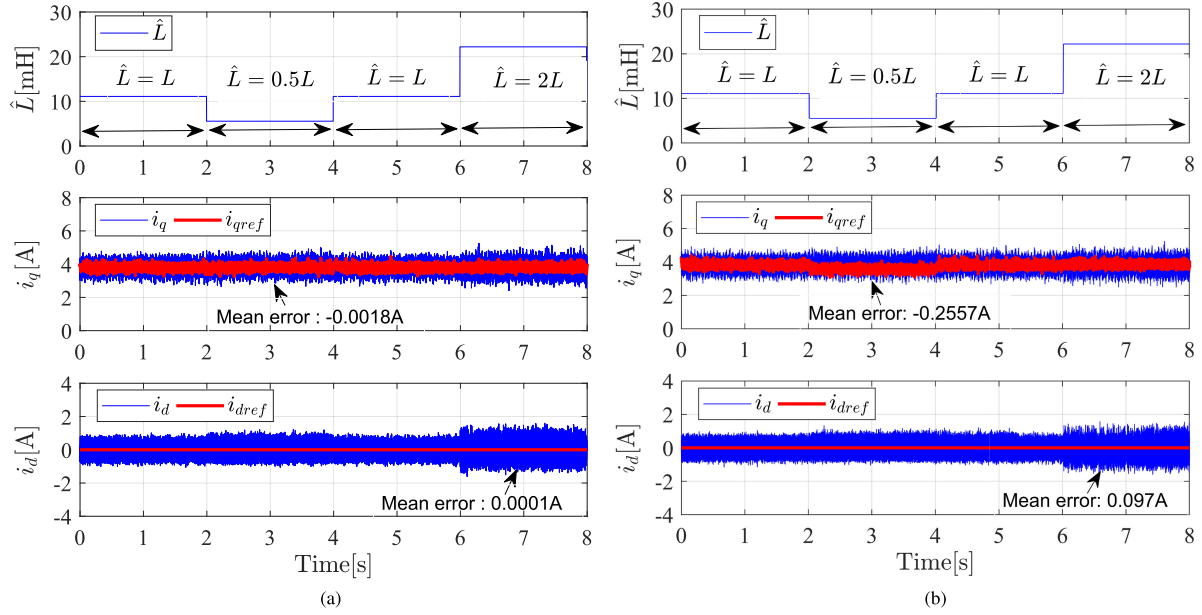 30
20
10
0
L̂[mH]
L̂
L̂ = L
L̂ = 0.5L
L̂ = L
L̂ = 2L
0 1 2 3 4 5 6 7 8
8
6
4
2
0
i_q[A]
i_q i_qref
Mean error : -0.0018A
0 1 2 3 4 5 6 7 8
4
2
0
-2
-4
i_d[A]
i_d i_dref
Mean error : 0.0001A
0 1 2 3 4 5 6 7 8
Time[s]
(a)
30
20
10
0
L̂[mH]
L̂
L̂ = L
L̂ = 0.5L
L̂ = L
L̂ = 2L
0 1 2 3 4 5 6 7 8
8
6
4
2
0
i_q[A]
i_q i_qref
Mean error: -0.2557A
0 1 2 3 4 5 6 7 8
4
2
0
-2
-4
i_d[A]
i_d i_dref
Mean error: 0.097A
0 1 2 3 4 5 6 7 8
Time[s]
(b)